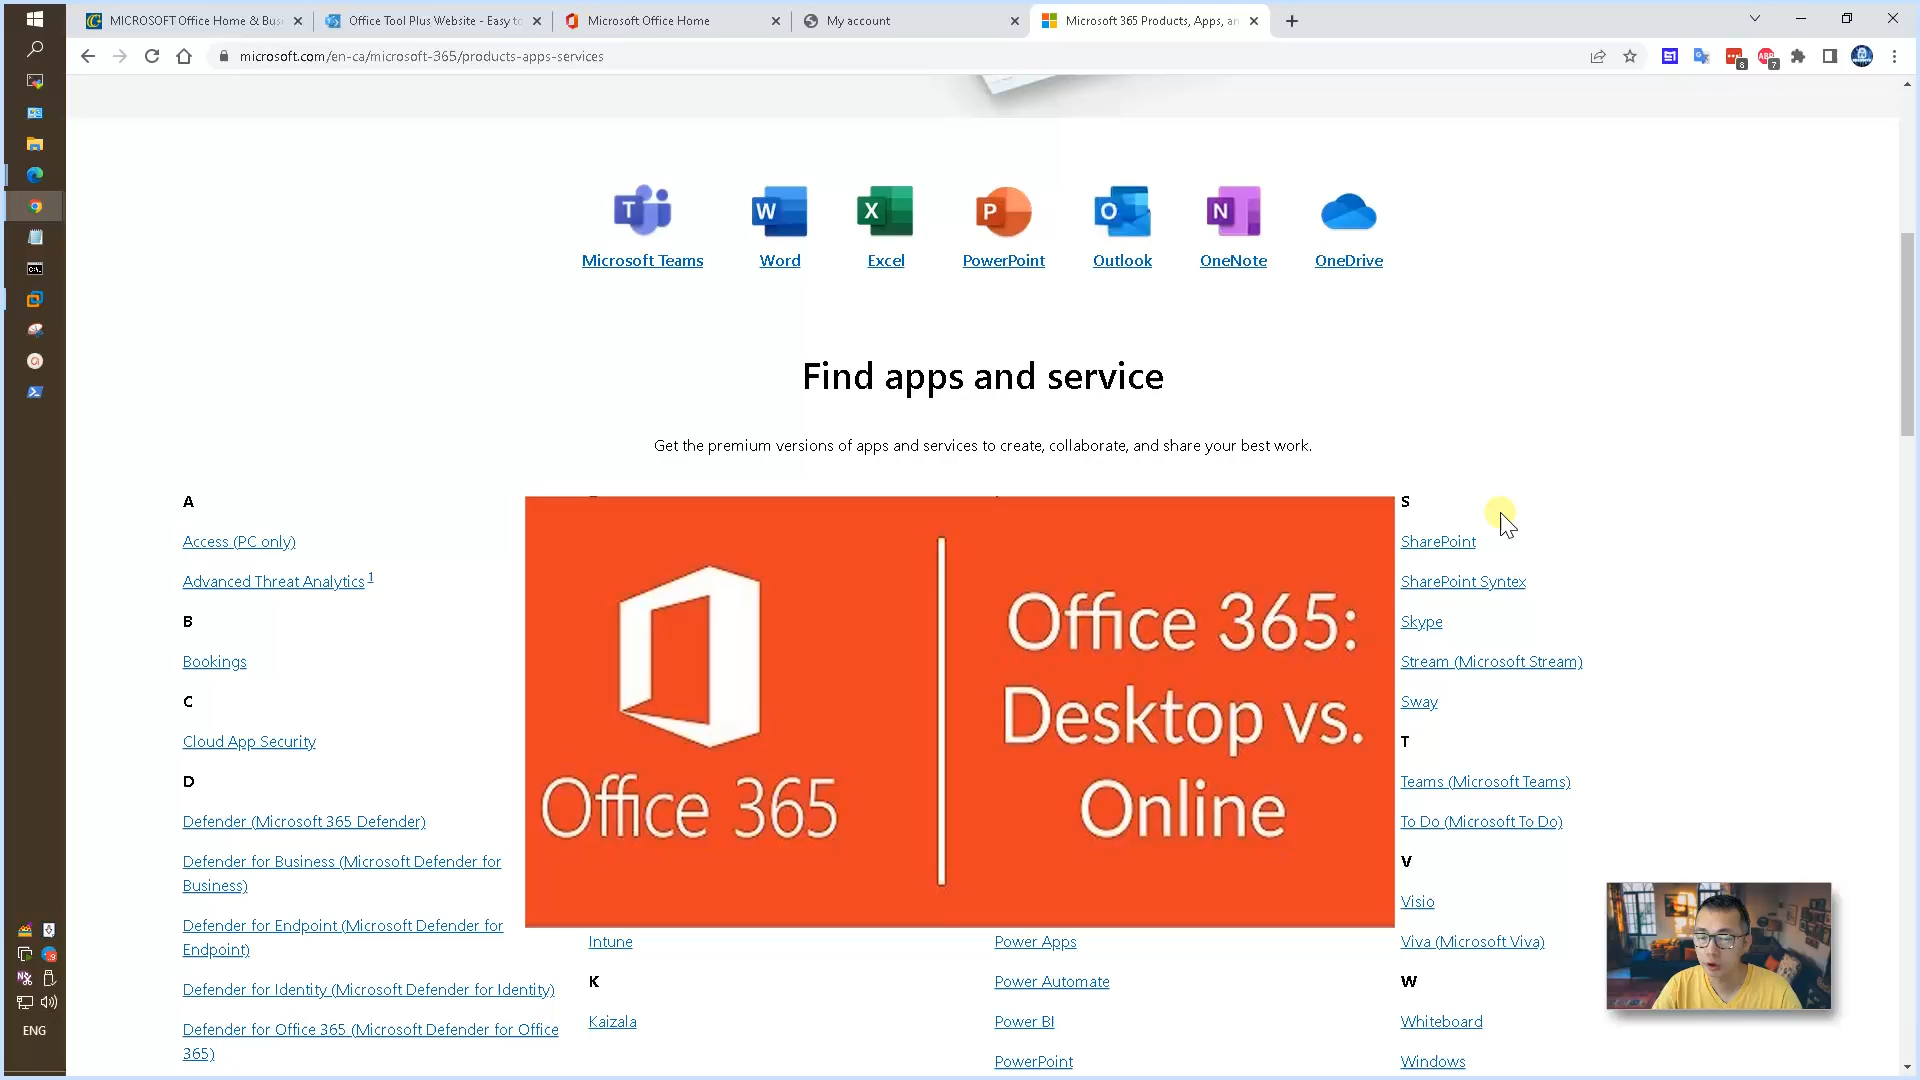 MICROSOFT Office Home & Bus
Office Tool Plus Website - Easy to
Microsoft Office Home
My account
Microsoft 365 Products, Apps, an
microsoft.com/en-ca/microsoft-365/products-apps-services
Microsoft Teams
Word
Excel
PowerPoint
Outlook
OneNote
OneDrive
Find apps and service
Get the premium versions of apps and services to create, collaborate, and share your best work.
A
Access (PC only)
Advanced Threat Analytics 1
B
Bookings
C
Cloud App Security
D
Defender (Microsoft 365 Defender)
Defender for Business (Microsoft Defender for
Business)
Defender for Endpoint (Microsoft Defender for
Endpoint)
Defender for Identity (Microsoft Defender for Identity)
Defender for Office 365 (Microsoft Defender for Office
365)
Office 365
Office 365:
Desktop vs.
Online
Intune
K
Kaizala
Power Apps
Power Automate
Power BI
PowerPoint
S
SharePoint
SharePoint Syntex
Skype
Stream (Microsoft Stream)
Sway
T
Teams (Microsoft Teams)
To Do (Microsoft To Do)
V
Visio
Viva (Microsoft Viva)
W
Whiteboard
Windows
ENG